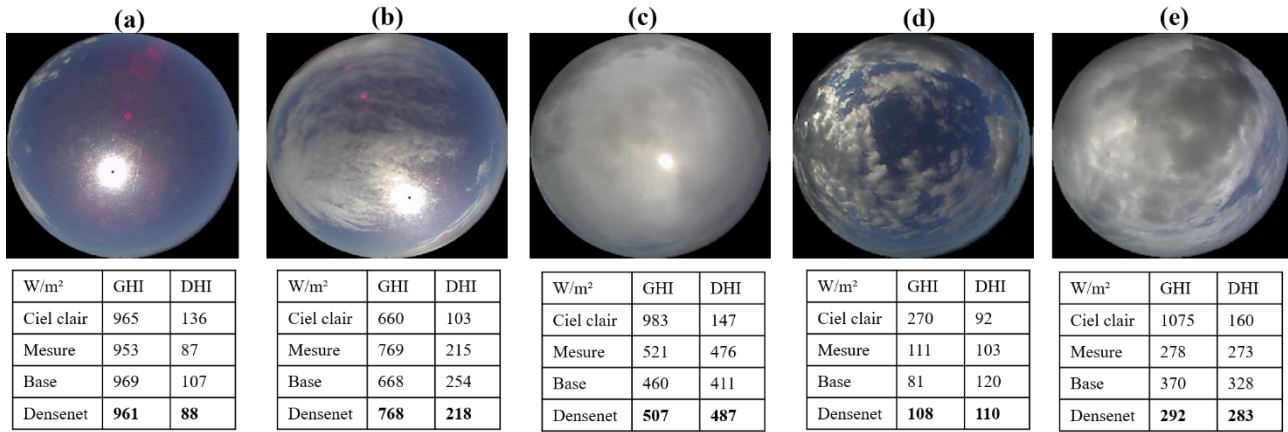 (a) (b) (c) (d) (e)
W/m² GHI DHI
Ciel clair 965 136
Mesure 953 87
Base 969 107
Densenet 961 88
W/m² GHI DHI
Ciel clair 660 103
Mesure 769 215
Base 668 254
Densenet 768 218
W/m² GHI DHI
Ciel clair 983 147
Mesure 521 476
Base 460 411
Densenet 507 487
W/m² GHI DHI
Ciel clair 270 92
Mesure 111 103
Base 81 120
Densenet 108 110
W/m² GHI DHI
Ciel clair 1075 160
Mesure 278 273
Base 370 328
Densenet 292 283